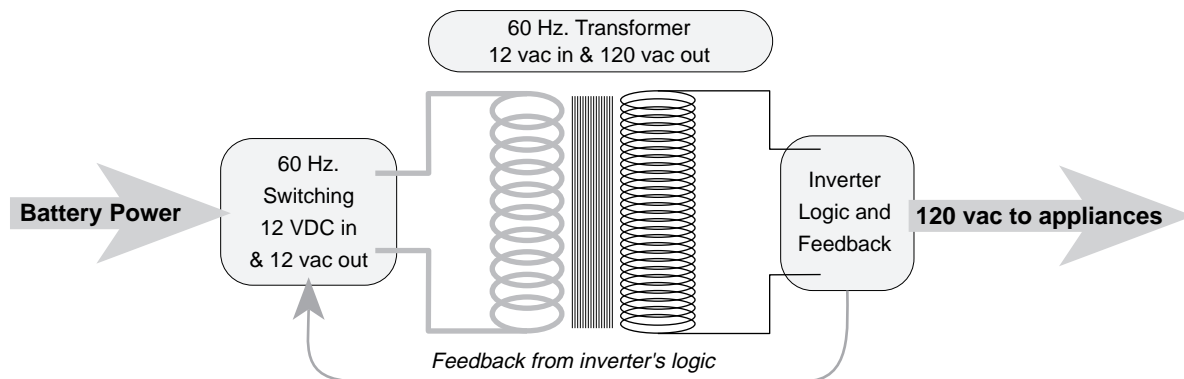 60 Hz. Transformer
12 vac in & 120 vac out
Battery Power
60 Hz.
Switching
12 VDC in
& 12 vac out
Inverter
Logic and
Feedback
120 vac to appliances
Feedback from inverter's logic